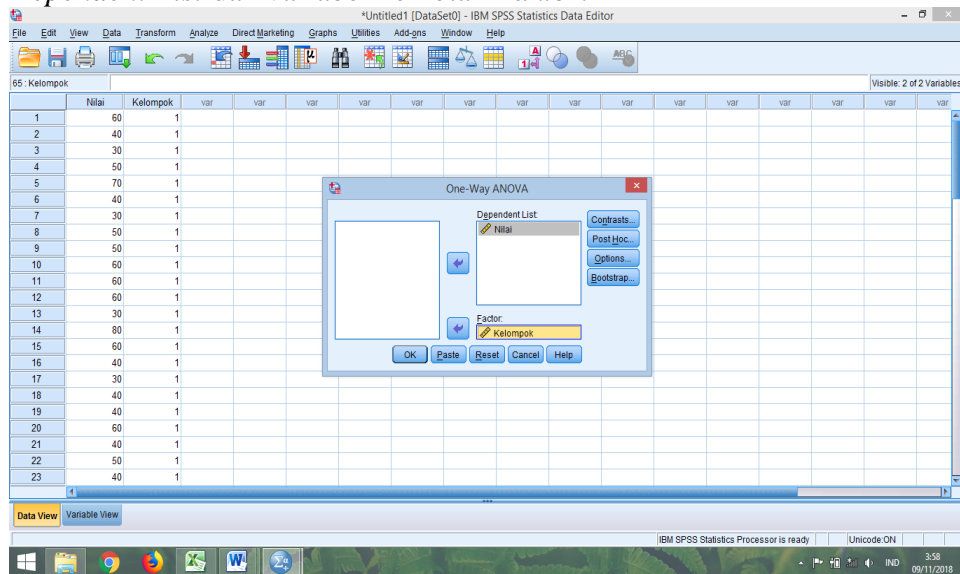 *Untitled1 [DataSet0] - IBM SPSS Statistics Data Editor
File Edit View Data Transform Analyze Direct Marketing Graphs Utilities Add-ons Window Help
65 : Kelompok
Visible: 2 of 2 Variables
Nilai Kelompok var var var var var var var var var var var var var var
1 60 1
2 40 1
3 30 1
4 50 1
5 70 1
6 40 1
7 30 1
8 50 1
9 50 1
10 60 1
11 60 1
12 60 1
13 30 1
14 80 1
15 60 1
16 40 1
17 30 1
18 40 1
19 40 1
20 60 1
21 40 1
22 50 1
23 40 1
One-Way ANOVA
Dependent List:
Nilai
Contrasts...
Post Hoc...
Options...
Bootstrap...
Factor:
Kelompok
OK Paste Reset Cancel Help
Data View Variable View
IBM SPSS Statistics Processor is ready Unicode:ON
IND
3:58
09/11/2018